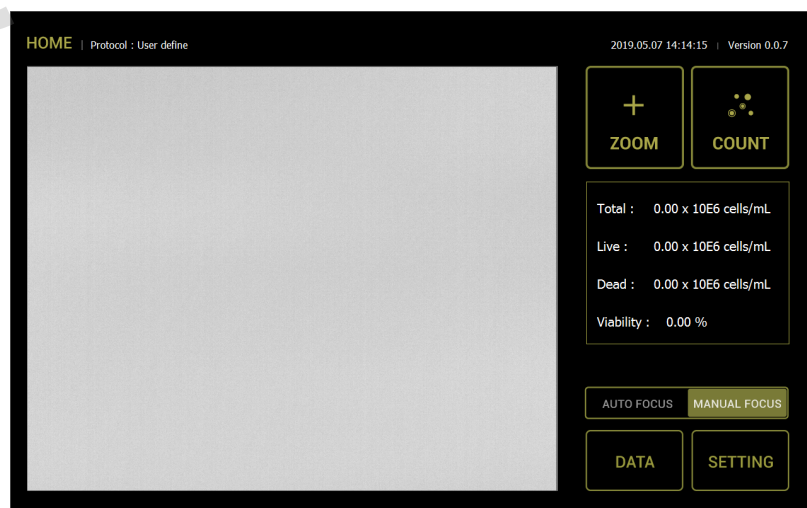 HOME | Protocol : User define
2019.05.07 14:14:15 | Version 0.0.7
ZOOM
COUNT
Total : 0.00 x 10E6 cells/mL
Live : 0.00 x 10E6 cells/mL
Dead : 0.00 x 10E6 cells/mL
Viability : 0.00 %
AUTO FOCUS
MANUAL FOCUS
DATA
SETTING